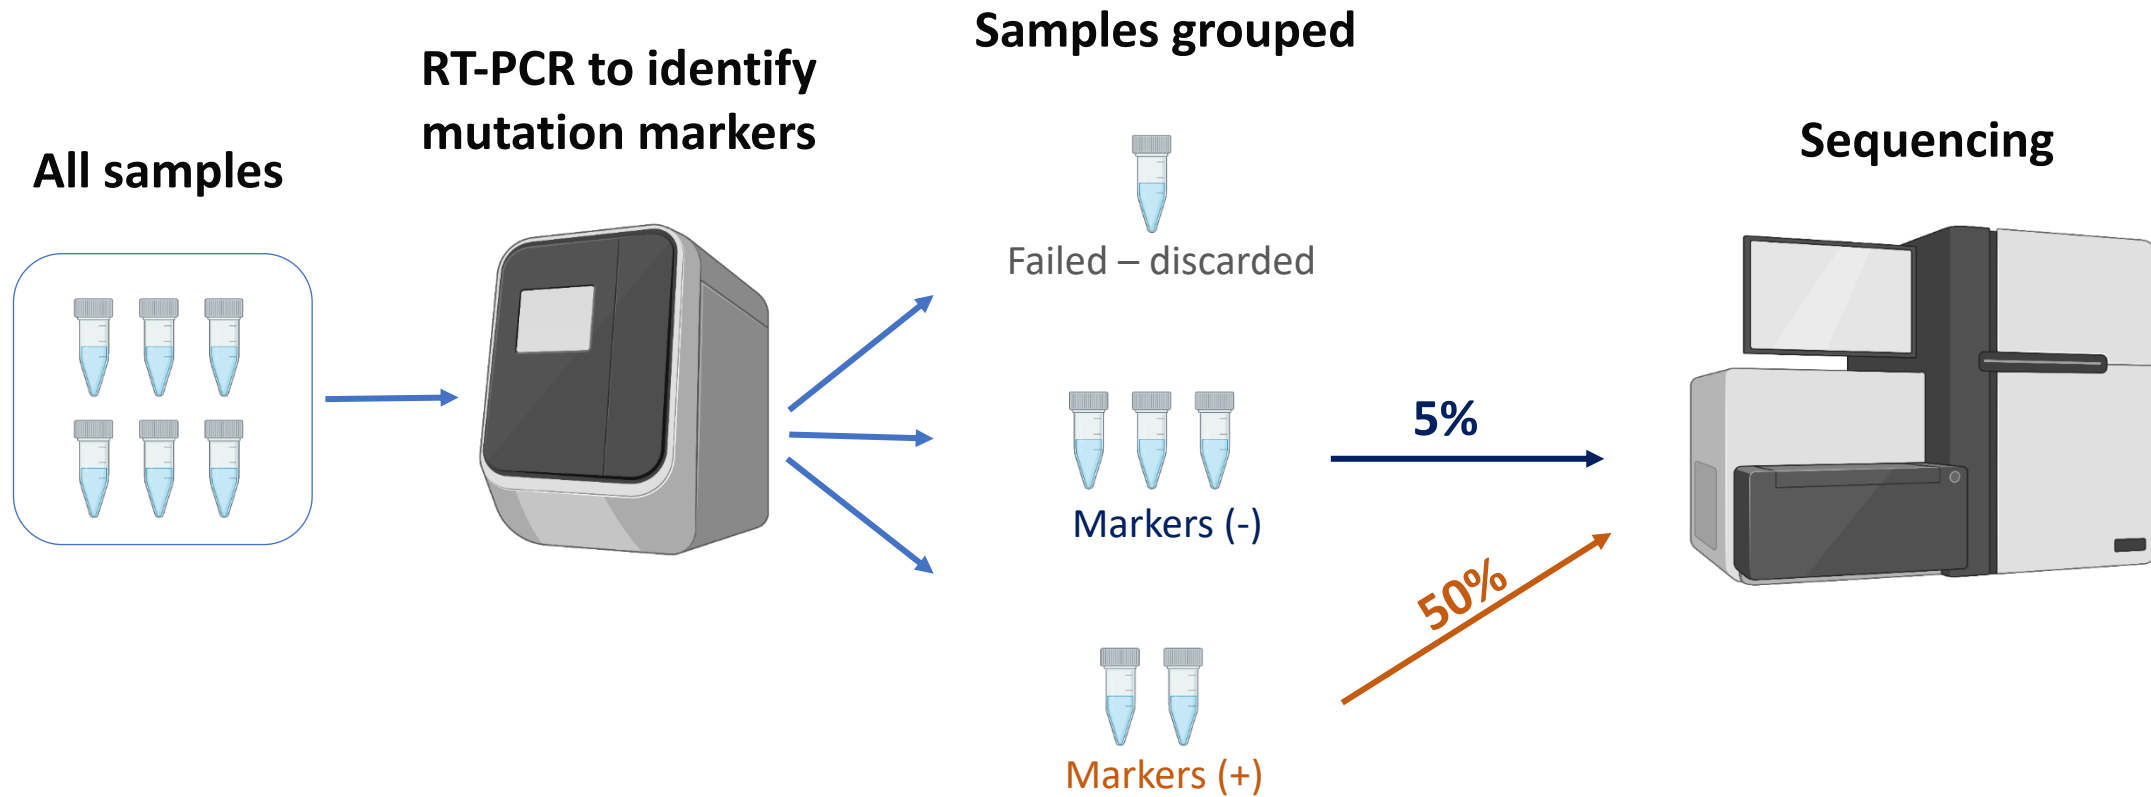 All samples
RT-PCR to identify
mutation markers
Samples grouped
Failed – discarded
Markers (-)
Markers (+)
5%
50%
Sequencing